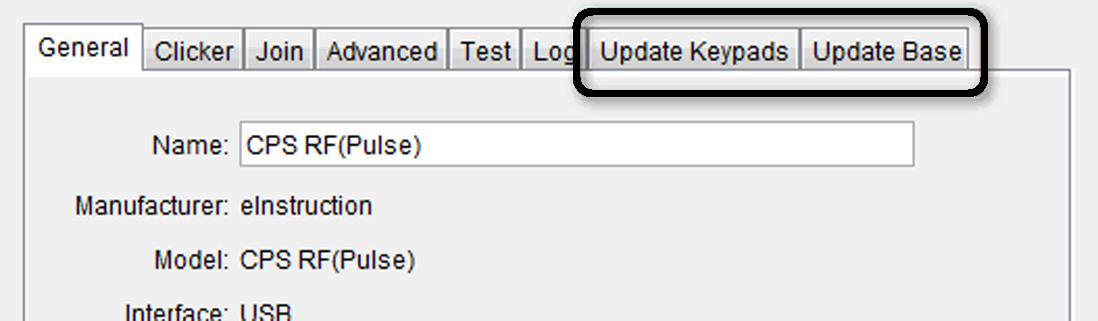 General Clicker Join Advanced Test Log Update Keypads Update Base
Name: CPS RF(Pulse)
Manufacturer: eInstruction
Model: CPS RF(Pulse)
Interface: USB